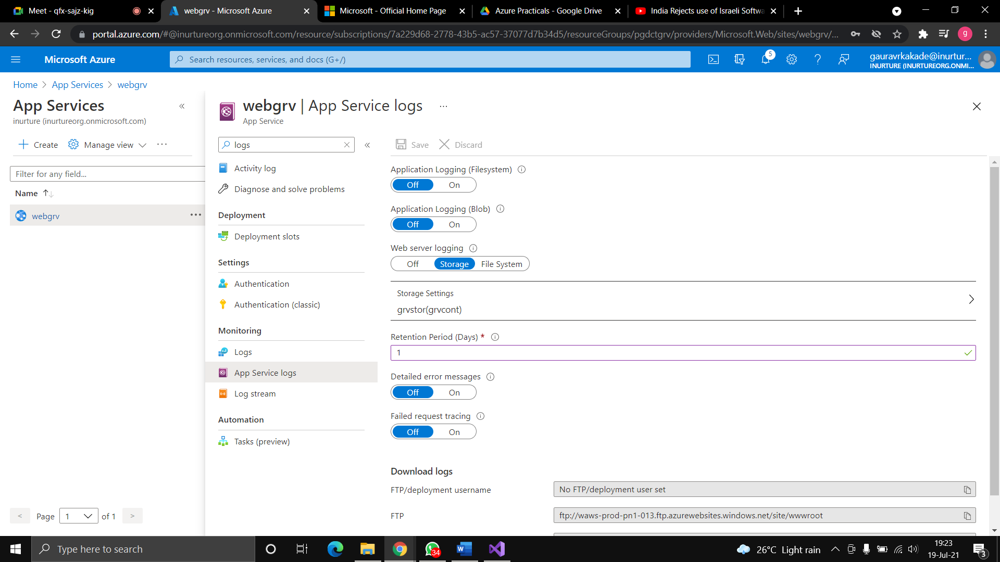 Meet - qfx-sajz-kig
webgrv - Microsoft Azure
Microsoft - Official Home Page
Azure Practicals - Google Drive
India Rejects use of Israeli Softwa
portal.azure.com/#@inurtureorg.onmicrosoft.com/resource/subscriptions/7a229d68-2778-43b5-ac57-37077d7b34d5/resourceGroups/pgdctgrv/providers/Microsoft.Web/sites/webgrv/...
g
Microsoft Azure
Search resources, services, and docs (G+/)
5
gauravrkakade@inurtur...
INURTURE (INURTUREORG.ONMI...
Home > App Services > webgrv
App Services
inurture (inurtureorg.onmicrosoft.com)
Create
Manage view
Filter for any field...
Name
webgrv
Page 1 of 1
webgrv | App Service logs
App Service
logs
Activity log
Diagnose and solve problems
Deployment
Deployment slots
Settings
Authentication
Authentication (classic)
Monitoring
Logs
App Service logs
Log stream
Automation
Tasks (preview)
Save
Discard
Application Logging (Filesystem)
Off On
Application Logging (Blob)
Off On
Web server logging
Off Storage File System
Storage Settings
grvstor(grvcont)
Retention Period (Days) *
1
Detailed error messages
Off On
Failed request tracing
Off On
Download logs
FTP/deployment username
No FTP/deployment user set
FTP
ftp://waws-prod-pn1-013.ftp.azurewebsites.windows.net/site/wwwroot
Type here to search
34
26°C Light rain
19:23
19-Jul-21
3